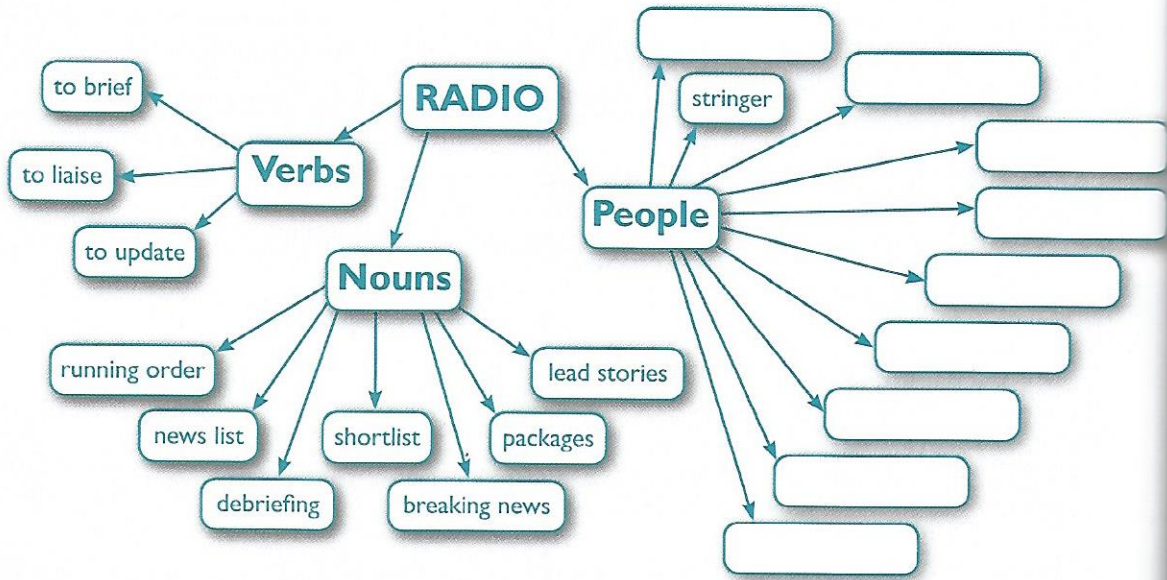 RADIO
Verbs
to brief
to liaise
to update
Nouns
running order
news list
debriefing
shortlist
breaking news
packages
lead stories
People
stringer